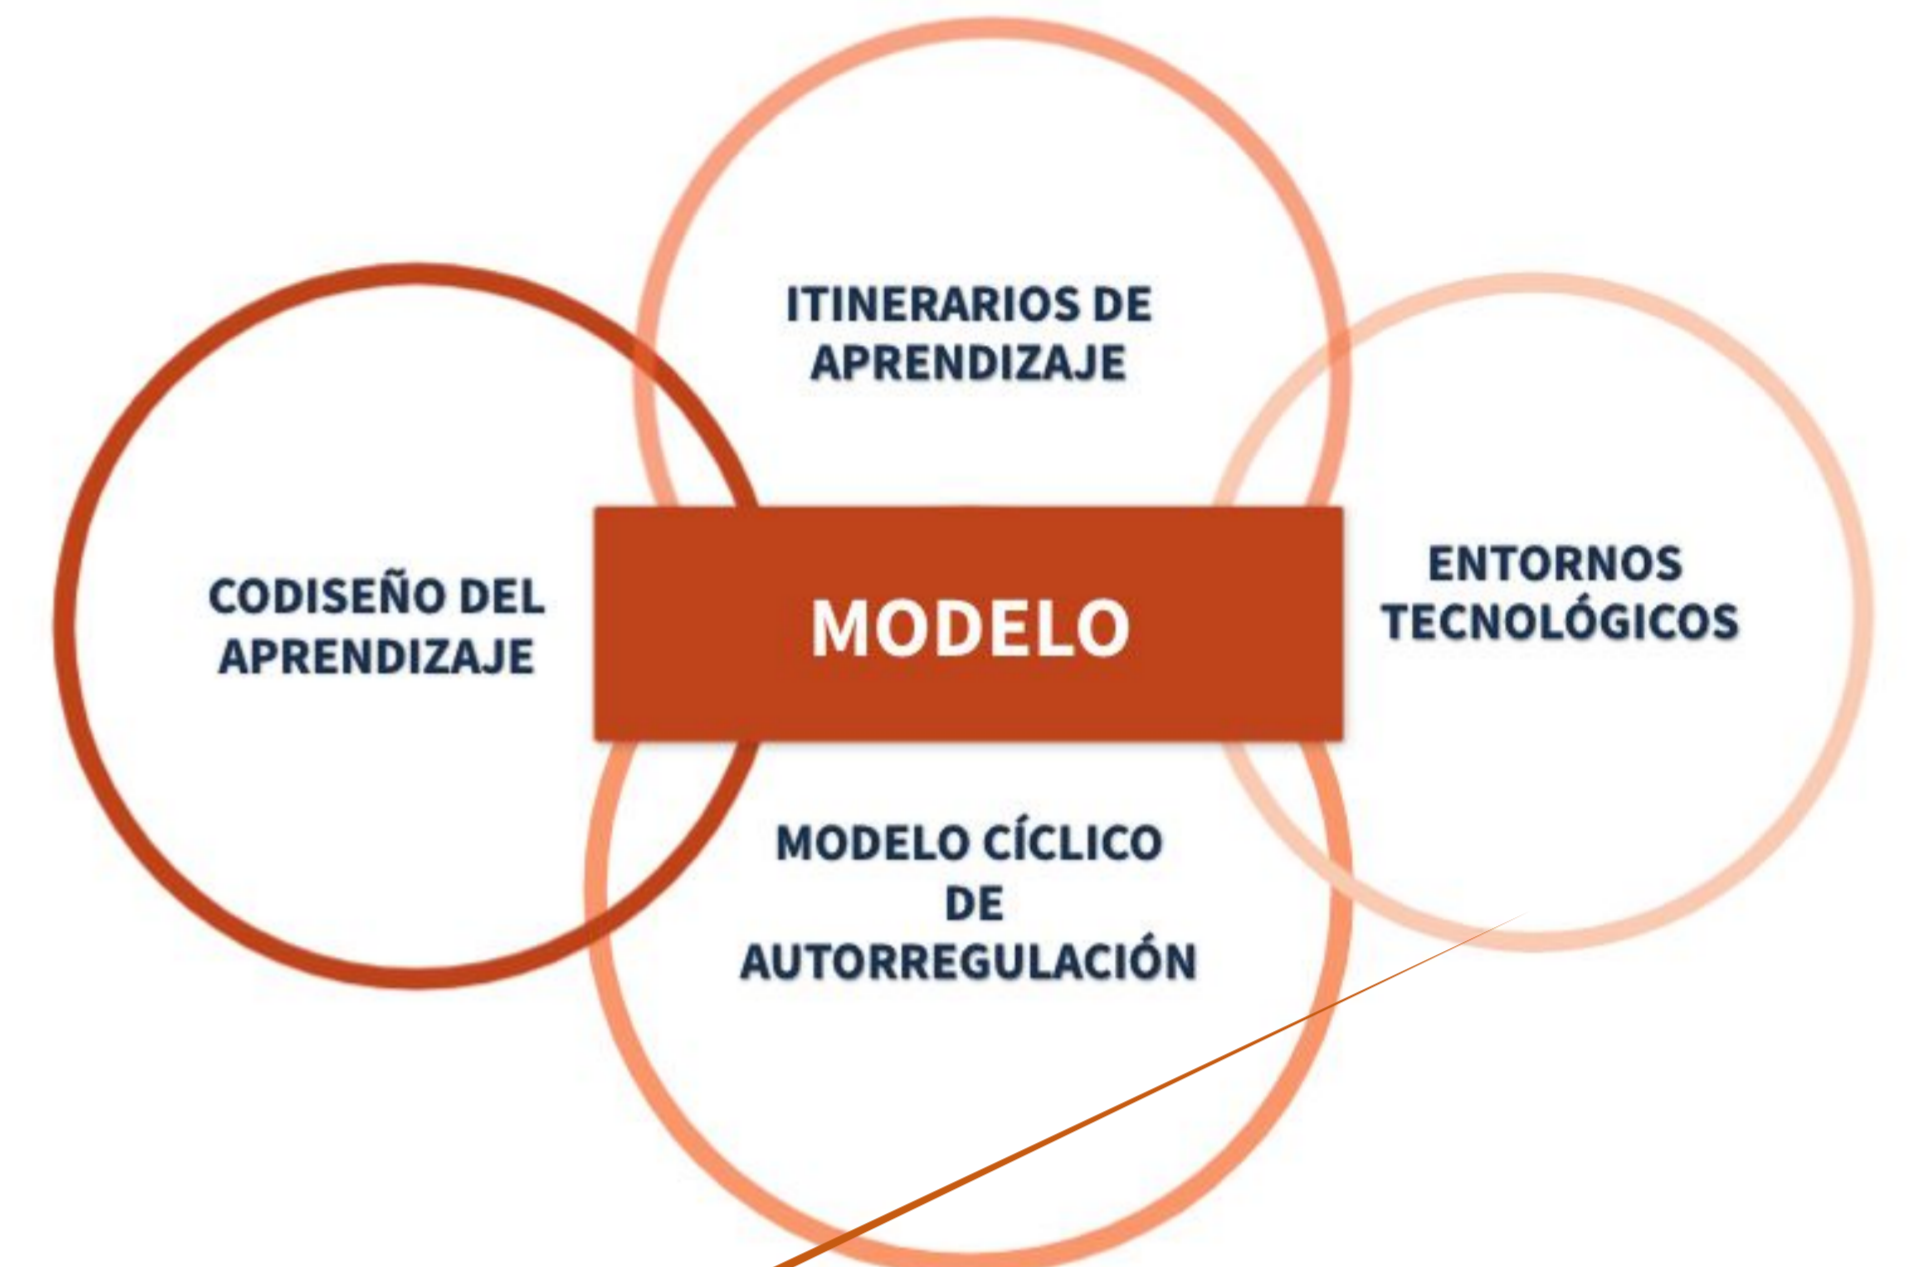 ITINERARIOS DE
APRENDIZAJE
CODISEÑO DEL
APRENDIZAJE
MODELO
ENTORNOS
TECNOLÓGICOS
MODELO CÍCLICO
DE
AUTORREGULACIÓN